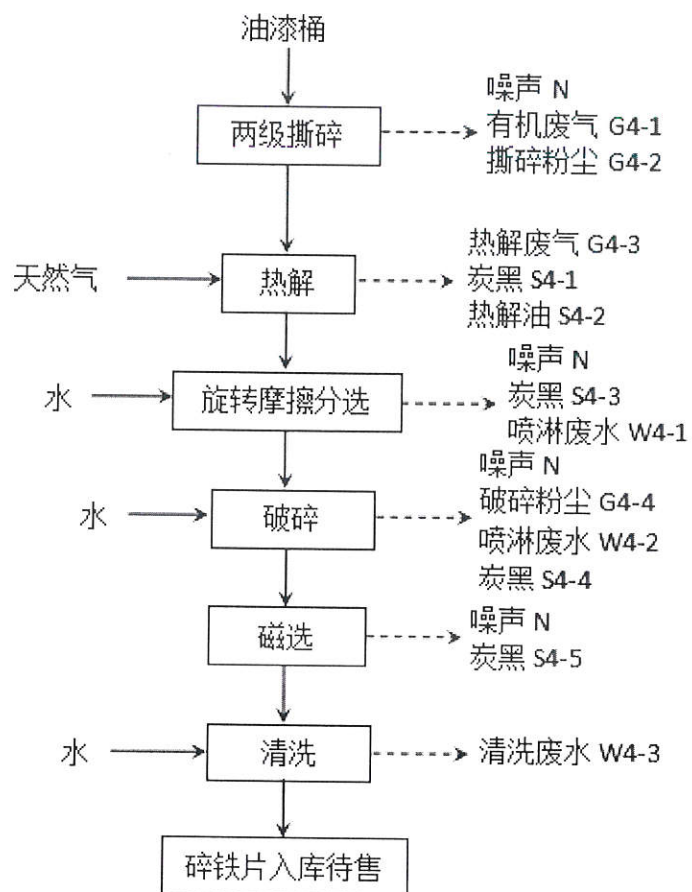 油漆桶
两级撕碎
噪声 N
有机废气 G4-1
撕碎粉尘 G4-2
天然气
热解
热解废气 G4-3
炭黑 S4-1
热解油 S4-2
水
旋转摩擦分选
噪声 N
炭黑 S4-3
喷淋废水 W4-1
水
破碎
噪声 N
破碎粉尘 G4-4
喷淋废水 W4-2
炭黑 S4-4
磁选
噪声 N
炭黑 S4-5
水
清洗
清洗废水 W4-3
碎铁片入库待售